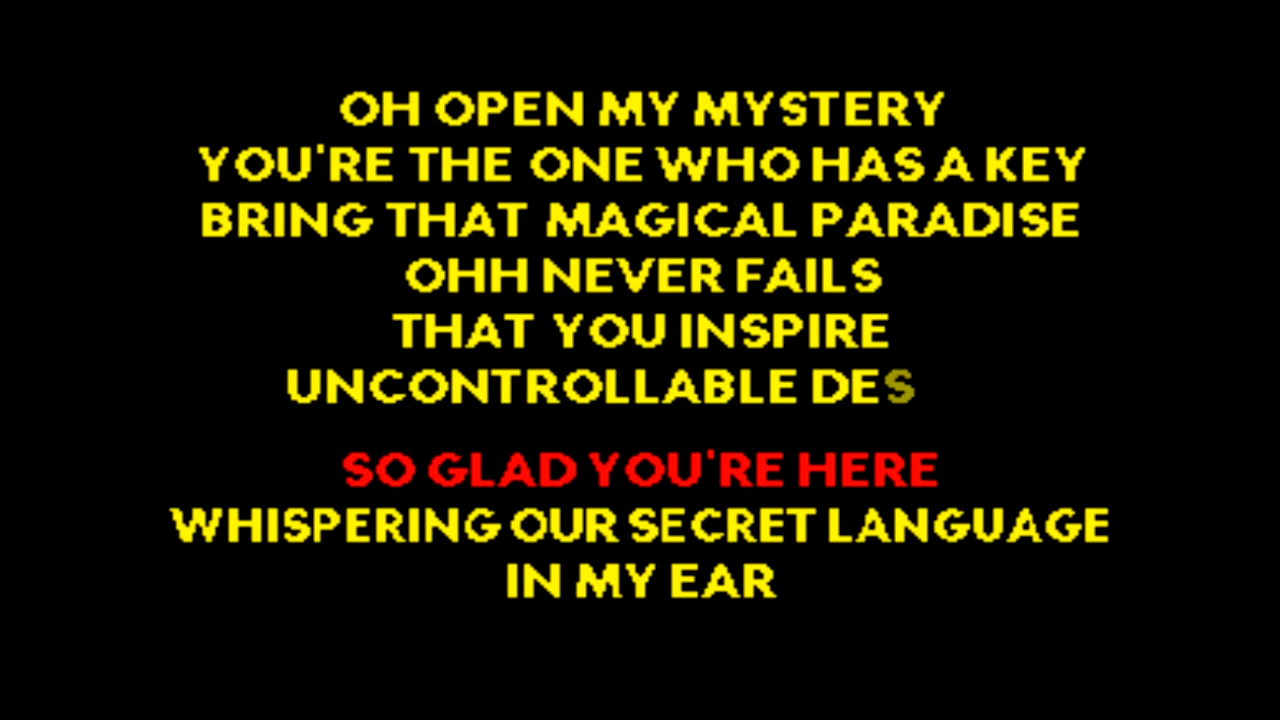 OH OPEN MY MYSTERY
YOU'RE THE ONE WHO HAS A KEY
BRING THAT MAGICAL PARADISE
OHH NEVER FAILS
THAT YOU INSPIRE
UNCONTROLLABLE DES
SO GLAD YOU'RE HERE
WHISPERING OUR SECRET LANGUAGE
IN MY EAR